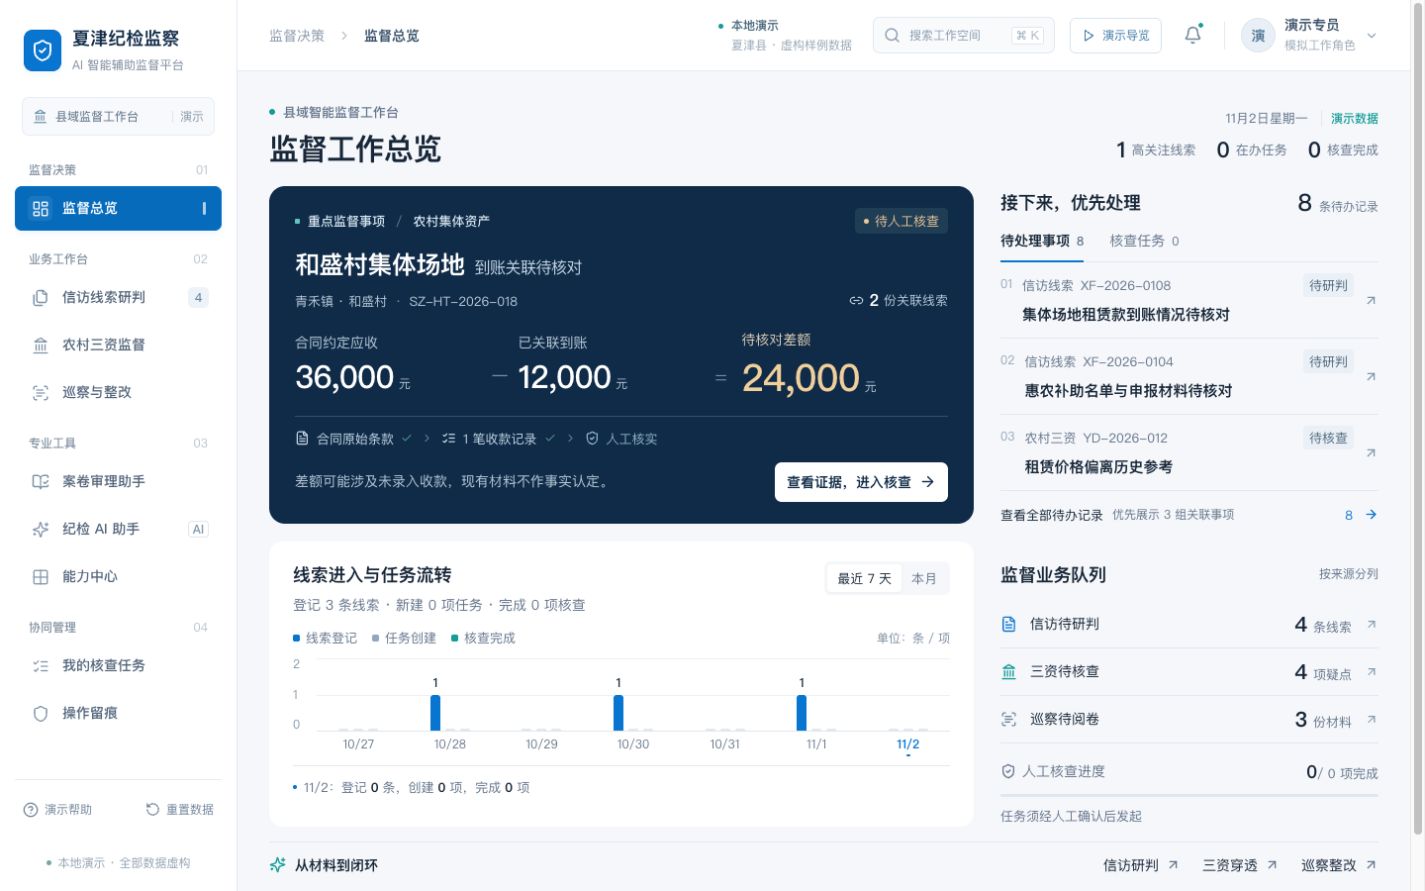 夏津纪检监察
AI 智能辅助监督平台
县域监督工作台 演示
监督决策 01
监督总览
业务工作台 02
信访线索研判 4
农村三资监督
巡察与整改
专业工具 03
案卷审理助手
纪检 AI 助手 AI
能力中心
协同管理 04
我的核查任务
操作留痕
演示帮助 重置数据
本地演示 · 全部数据虚构
监督决策 > 监督总览
本地演示
夏津县 · 虚构样例数据
搜索工作空间 ⌘ K
演示导览
演 演示专员
模拟工作角色
县域智能监督工作台
监督工作总览
11月2日星期一 演示数据
1 高关注线索 0 在办任务 0 核查完成
重点监督事项 / 农村集体资产 待人工核查
和盛村集体场地 到账关联待核对
青禾镇 · 和盛村 · SZ-HT-2026-018 2 份关联线索
合同约定应收 已关联到账 待核对差额
36,000 元 — 12,000 元 = 24,000 元
合同原始条款 ✓ > 1 笔收款记录 ✓ > 人工核实
差额可能涉及未录入收款，现有材料不作事实认定。 查看证据，进入核查 →
线索进入与任务流转 最近 7 天 本月
登记 3 条线索 · 新建 0 项任务 · 完成 0 项核查
线索登记 任务创建 核查完成 单位：条 / 项
2
1
0
1 1 1
10/27 10/28 10/29 10/30 10/31 11/1 11/2
11/2：登记 0 条，创建 0 项，完成 0 项
接下来，优先处理 8 条待办记录
待处理事项 8 核查任务 0
01 信访线索 XF-2026-0108 待研判
集体场地租赁款到账情况待核对
02 信访线索 XF-2026-0104 待研判
惠农补助名单与申报材料待核对
03 农村三资 YD-2026-012 待核查
租赁价格偏离历史参考
查看全部待办记录 优先展示 3 组关联事项 8 →
监督业务队列 按来源分列
信访待研判 4 条线索
三资待核查 4 项疑点
巡察待阅卷 3 份材料
人工核查进度 0/ 0 项完成
任务须经人工确认后发起
从材料到闭环 信访研判 三资穿透 巡察整改